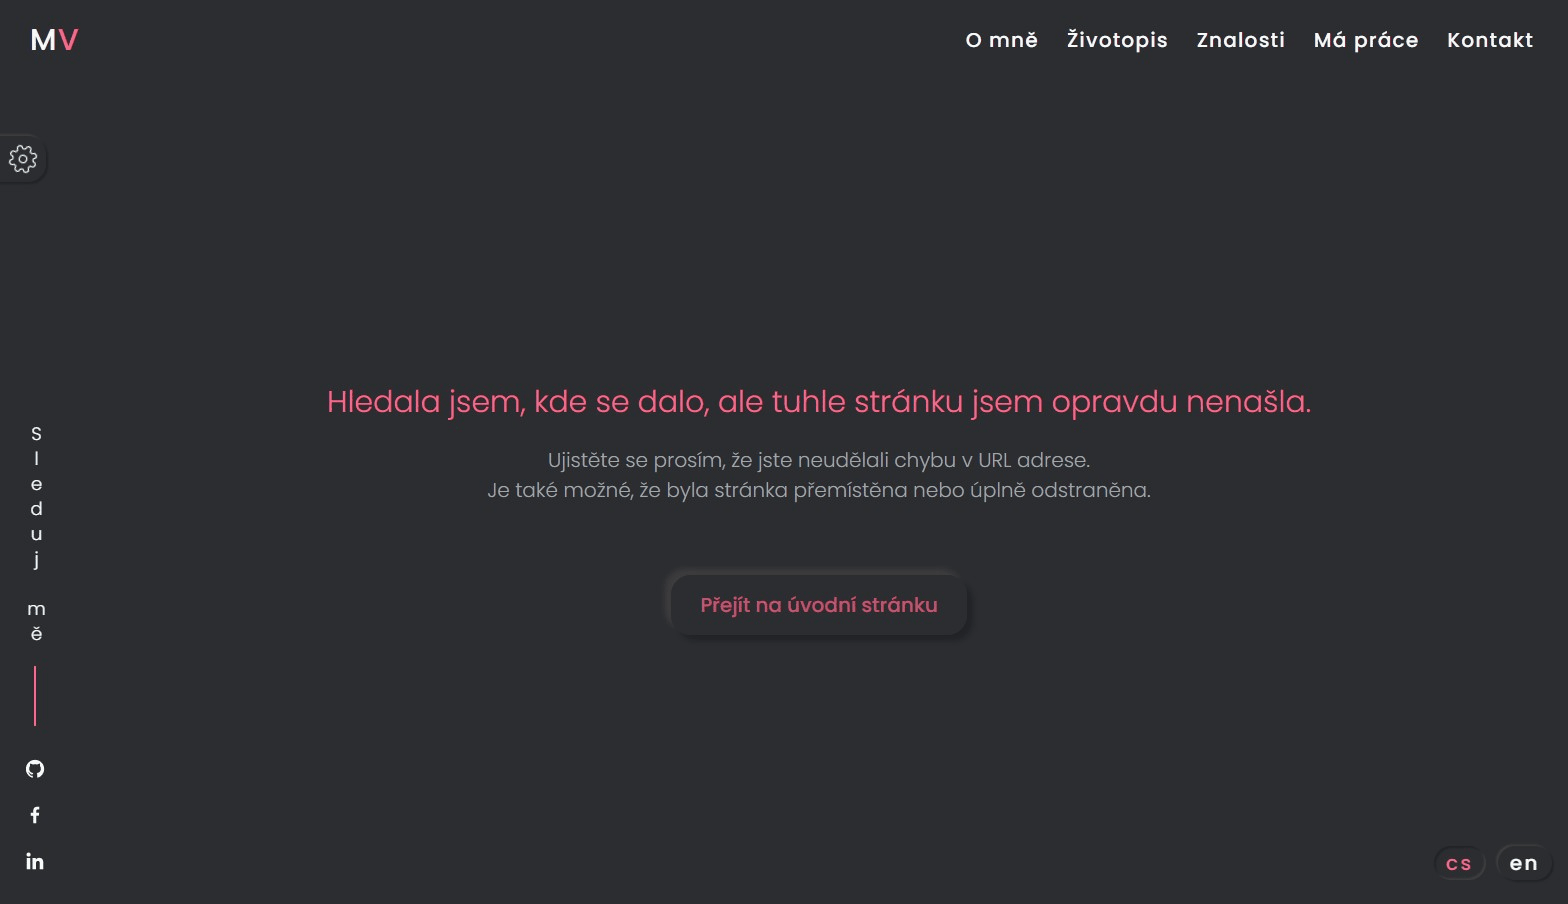 MV
O mně Životopis Znalosti Má práce Kontakt
Hledala jsem, kde se dalo, ale tuhle stránku jsem opravdu nenašla.
Ujistěte se prosím, že jste neudělali chybu v URL adrese.
Je také možné, že byla stránka přemístěna nebo úplně odstraněna.
Přejít na úvodní stránku
Sleduj mě
in
cs en